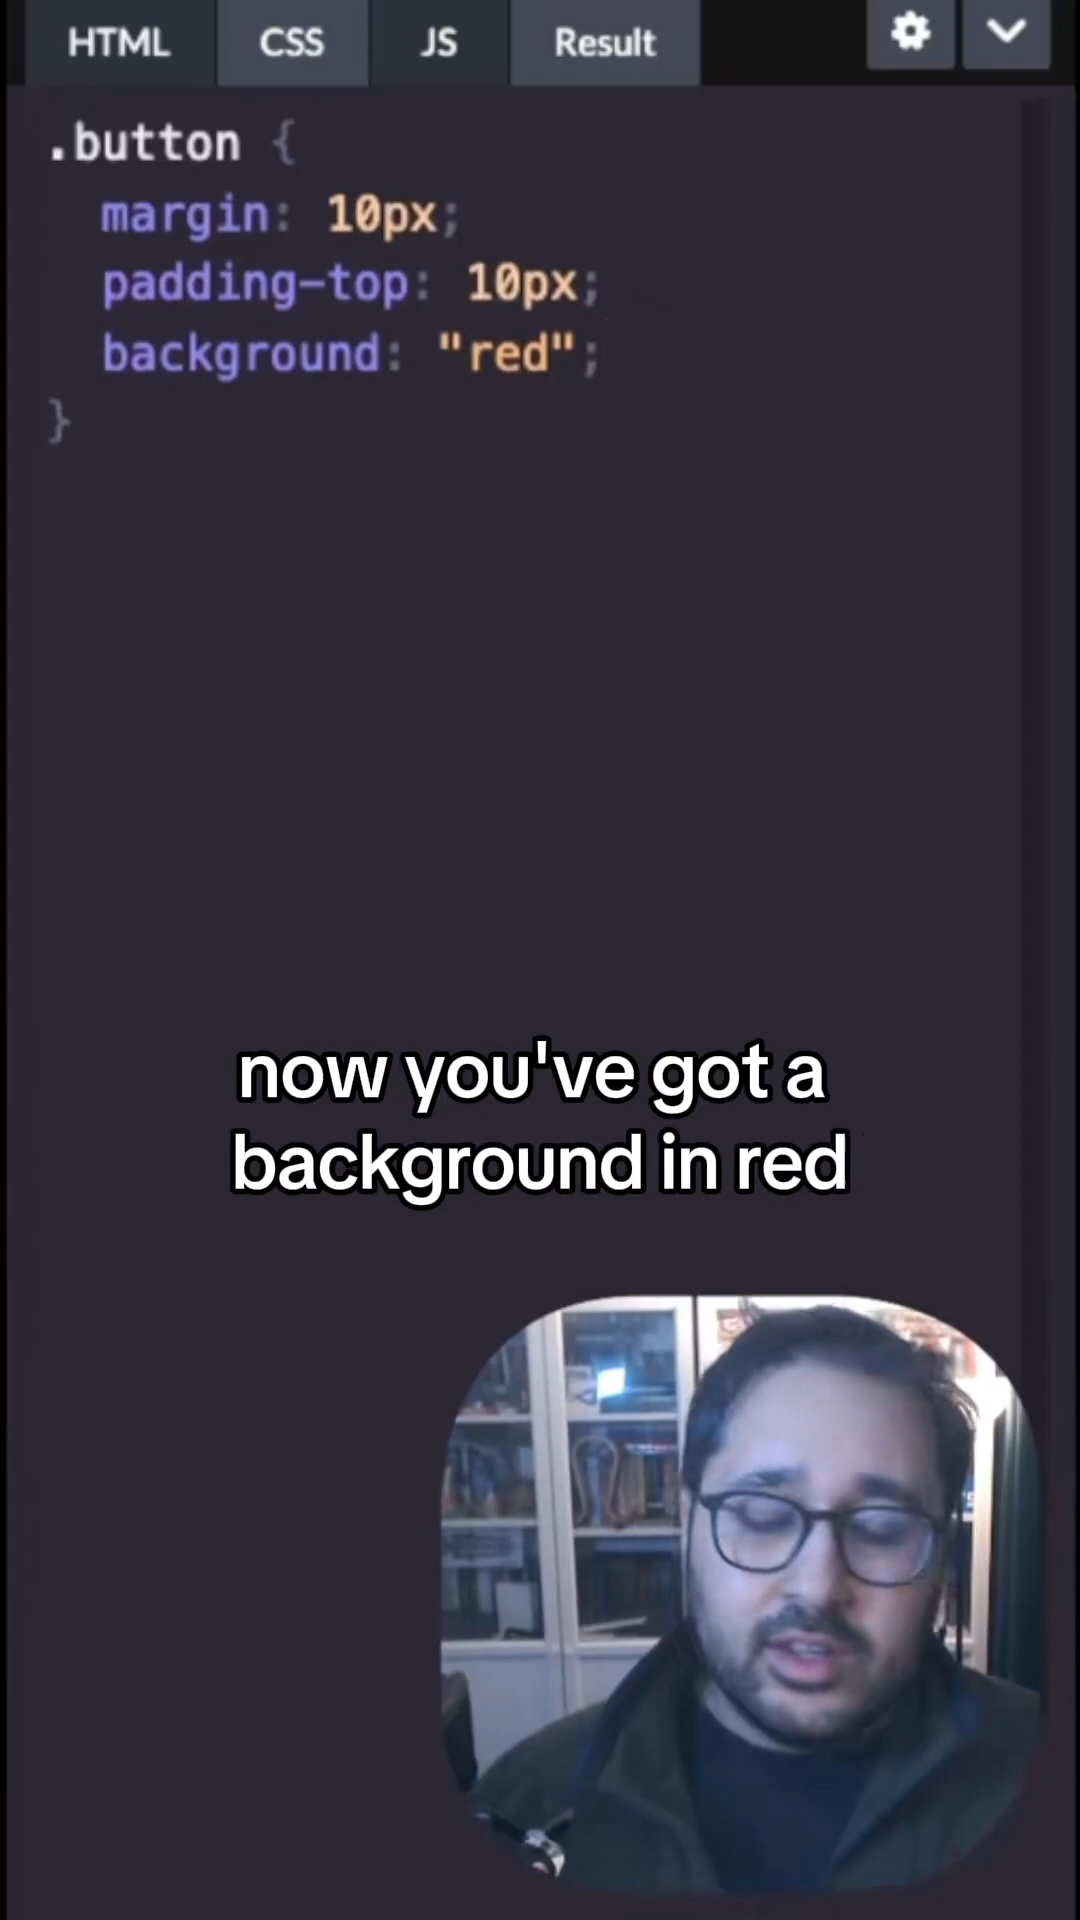 HTML CSS JS Result
.button {
margin: 10px;
padding-top: 10px;
background: "red";
}
now you've got a
background in red